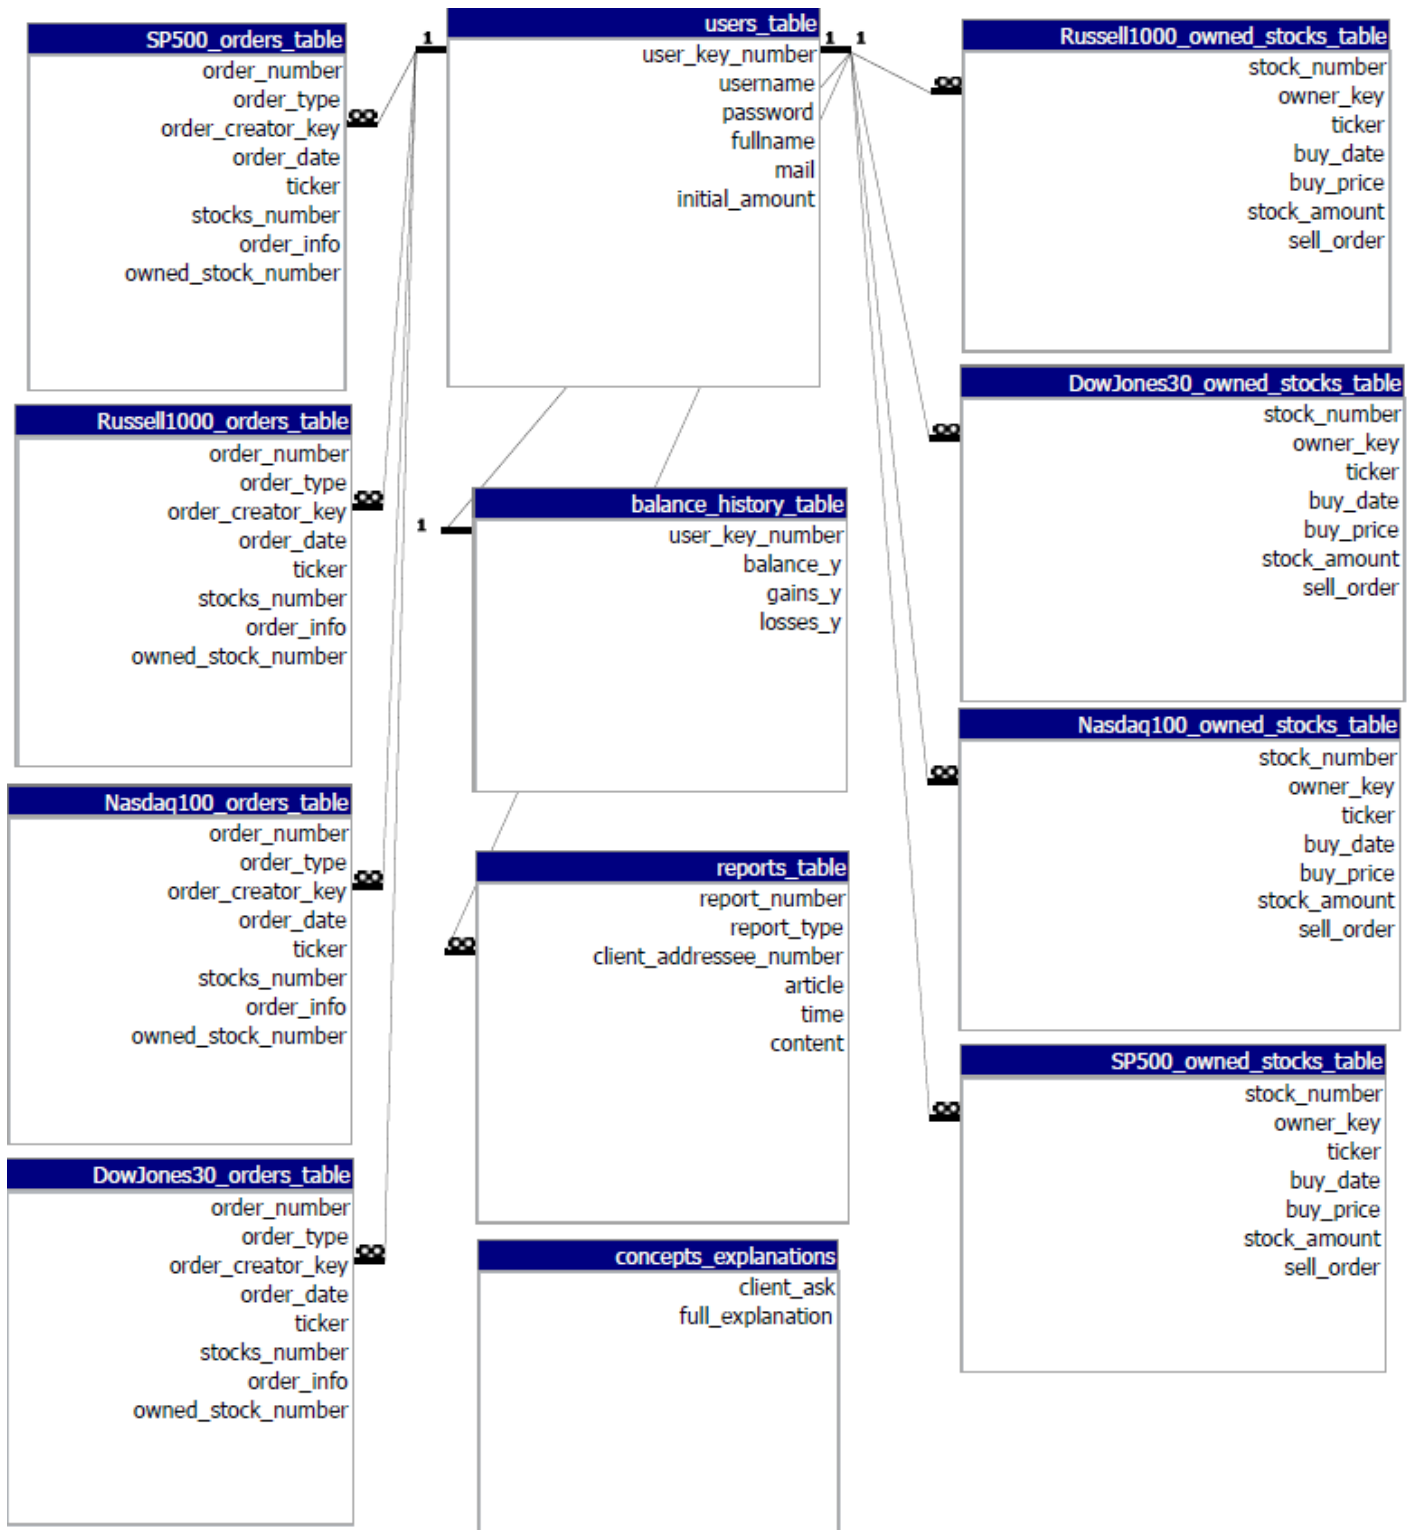 SP500_orders_table
order_number
order_type
order_creator_key
order_date
ticker
stocks_number
order_info
owned_stock_number
∞
Russell1000_orders_table
order_number
order_type
order_creator_key
order_date
ticker
stocks_number
order_info
owned_stock_number
∞
Nasdaq100_orders_table
order_number
order_type
order_creator_key
order_date
ticker
stocks_number
order_info
owned_stock_number
∞
DowJones30_orders_table
order_number
order_type
order_creator_key
order_date
ticker
stocks_number
order_info
owned_stock_number
∞
1
users_table
user_key_number
username
password
fullname
mail
initial_amount
1 1
1
balance_history_table
user_key_number
balance_y
gains_y
losses_y
reports_table
report_number
report_type
client_addressee_number
article
time
content
∞
concepts_explanations
client_ask
full_explanation
Russell1000_owned_stocks_table
stock_number
owner_key
ticker
buy_date
buy_price
stock_amount
sell_order
∞
DowJones30_owned_stocks_table
stock_number
owner_key
ticker
buy_date
buy_price
stock_amount
sell_order
∞
Nasdaq100_owned_stocks_table
stock_number
owner_key
ticker
buy_date
buy_price
stock_amount
sell_order
∞
SP500_owned_stocks_table
stock_number
owner_key
ticker
buy_date
buy_price
stock_amount
sell_order
∞